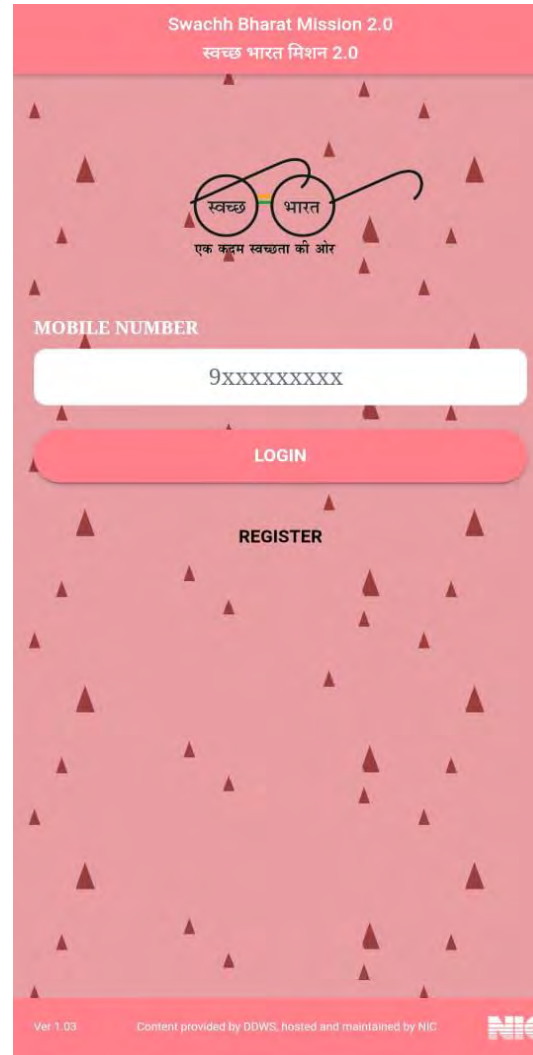 Swachh Bharat Mission 2.0
स्वच्छ भारत मिशन 2.0
स्वच्छ भारत
एक कदम स्वच्छता की ओर
MOBILE NUMBER
9xxxxxxxxx
LOGIN
REGISTER
Ver 1.03 Content provided by DDWS, hosted and maintained by NIC NIC